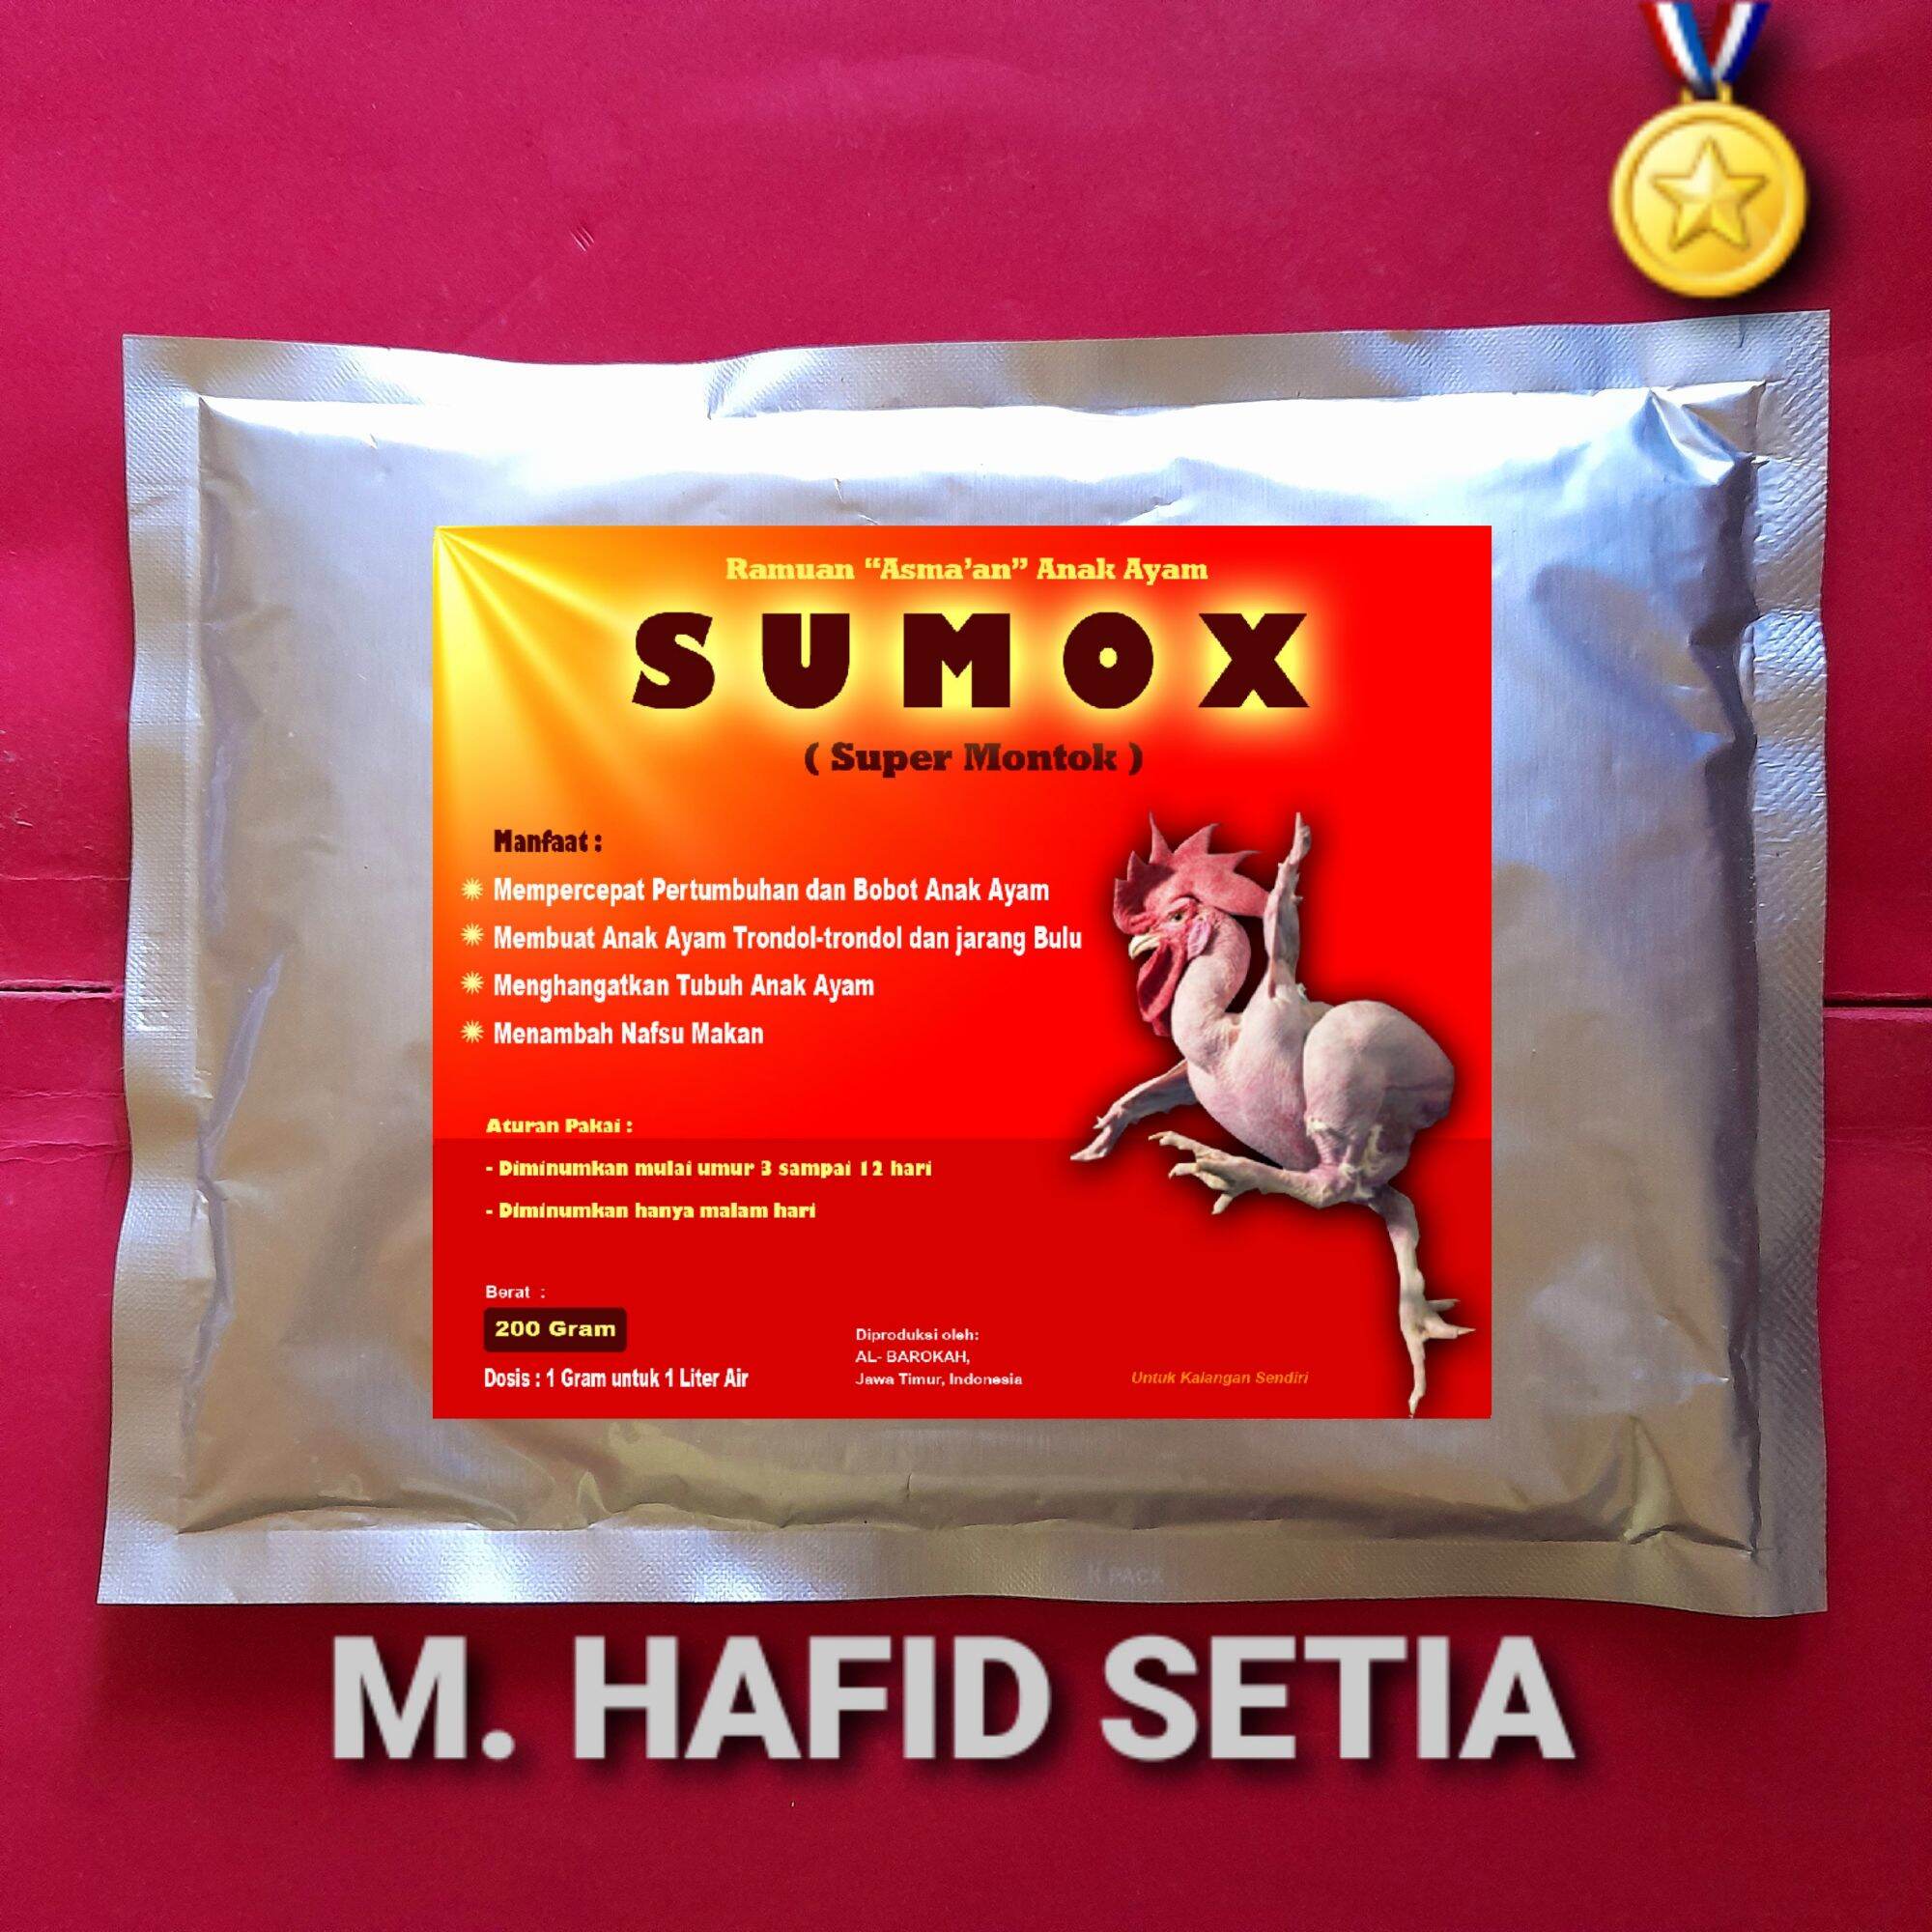 Ramuan “Asma’an” Anak Ayam
SUMOX
( Super Montok )
Manfaat :
Mempercepat Pertumbuhan dan Bobot Anak Ayam
Membuat Anak Ayam Trondol-trondol dan jarang Bulu
Menghangatkan Tubuh Anak Ayam
Menambah Nafsu Makan
Aturan Pakai :
- Diminumkan mulai umur 3 sampai 12 hari
- Diminumkan hanya malam hari
Berat :
200 Gram
Dosis : 1 Gram untuk 1 Liter Air
Diproduksi oleh:
AL- BAROKAH,
Jawa Timur, Indonesia
Untuk Kalangan Sendiri
K PACK
M. HAFID SETIA